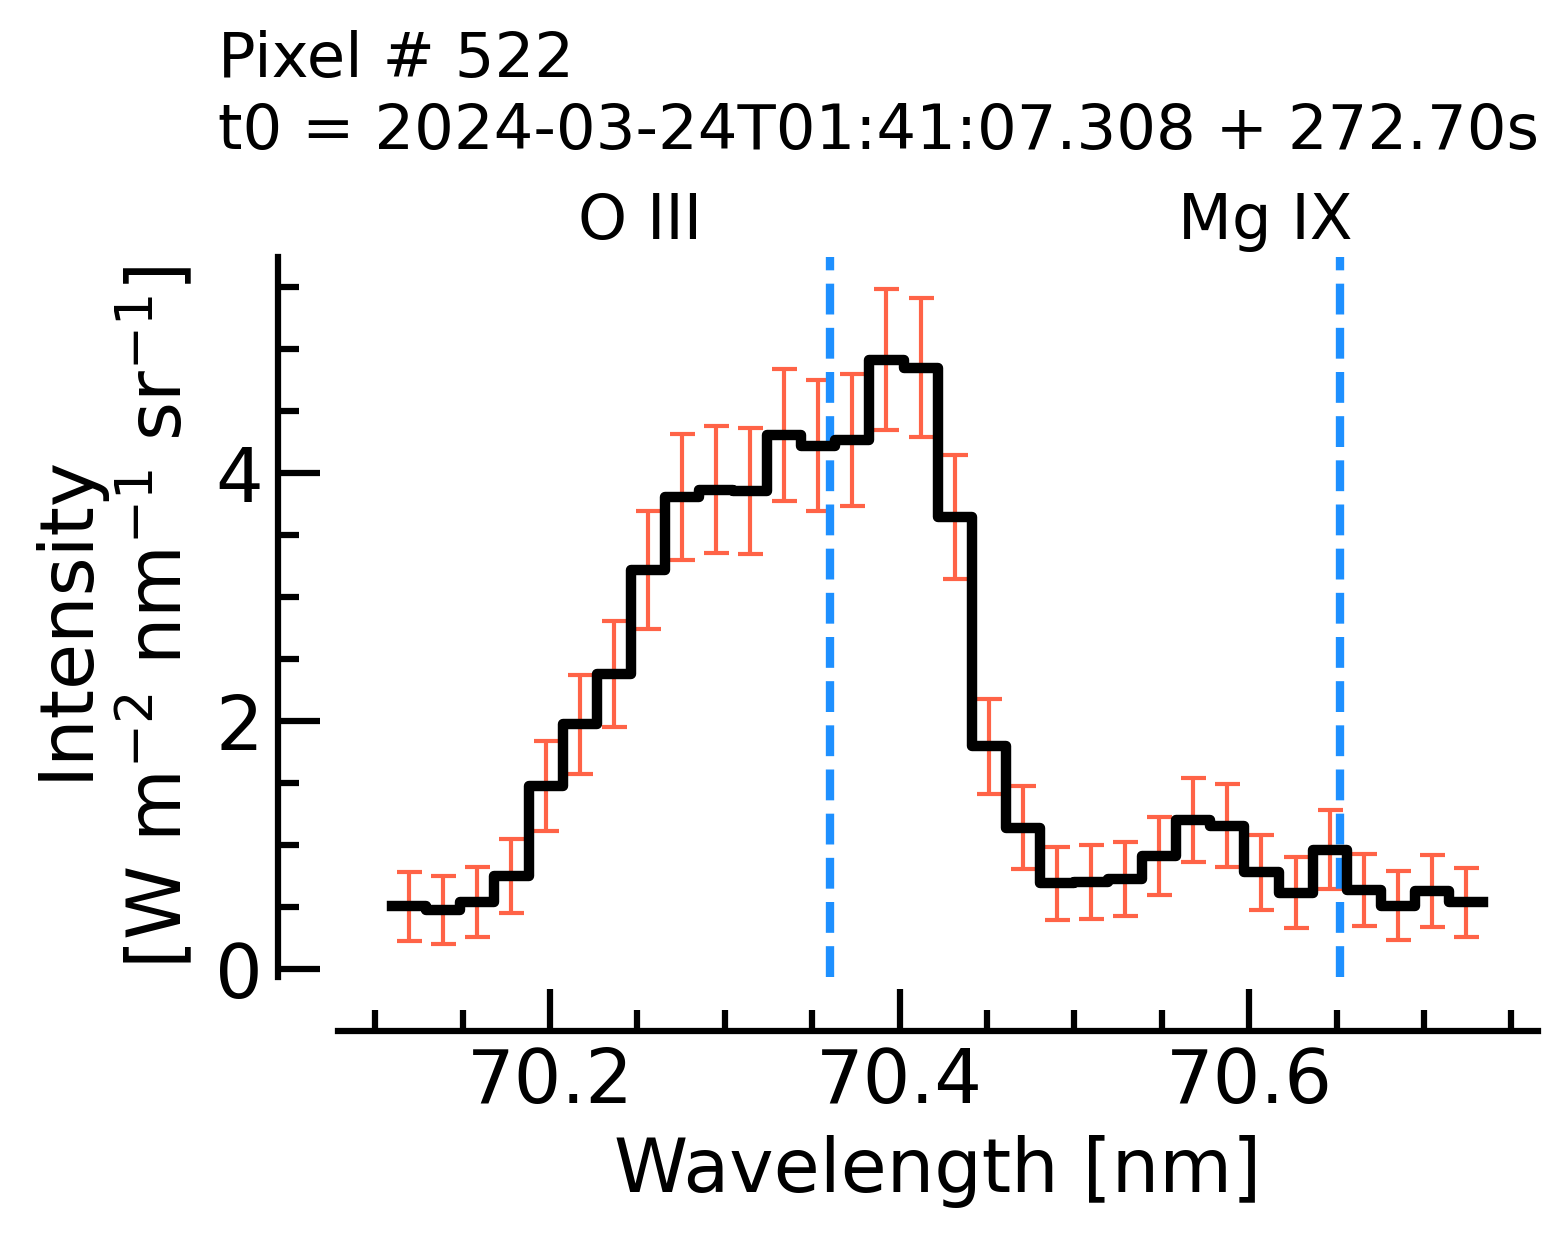 Pixel # 522
t0 = 2024-03-24T01:41:07.308 + 272.70s
O III Mg IX
Intensity
[W m⁻² nm⁻¹ sr⁻¹]
4
2
0
70.2 70.4 70.6
Wavelength [nm]